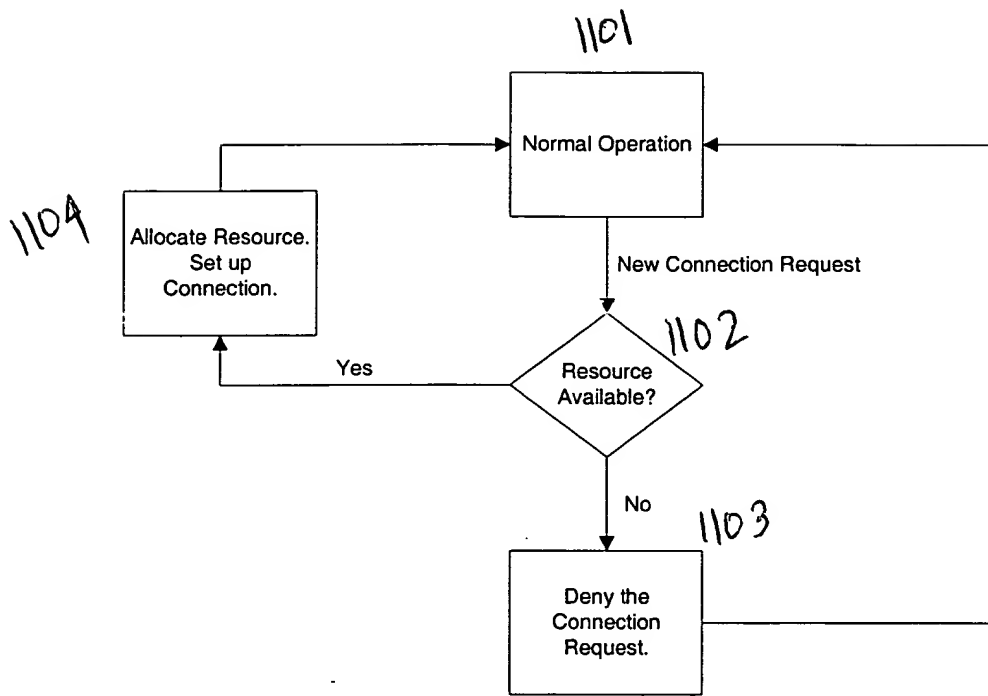 1101
Normal Operation
1104
Allocate Resource.
Set up
Connection.
New Connection Request
1102
Resource
Available?
Yes
No
1103
Deny the
Connection
Request.